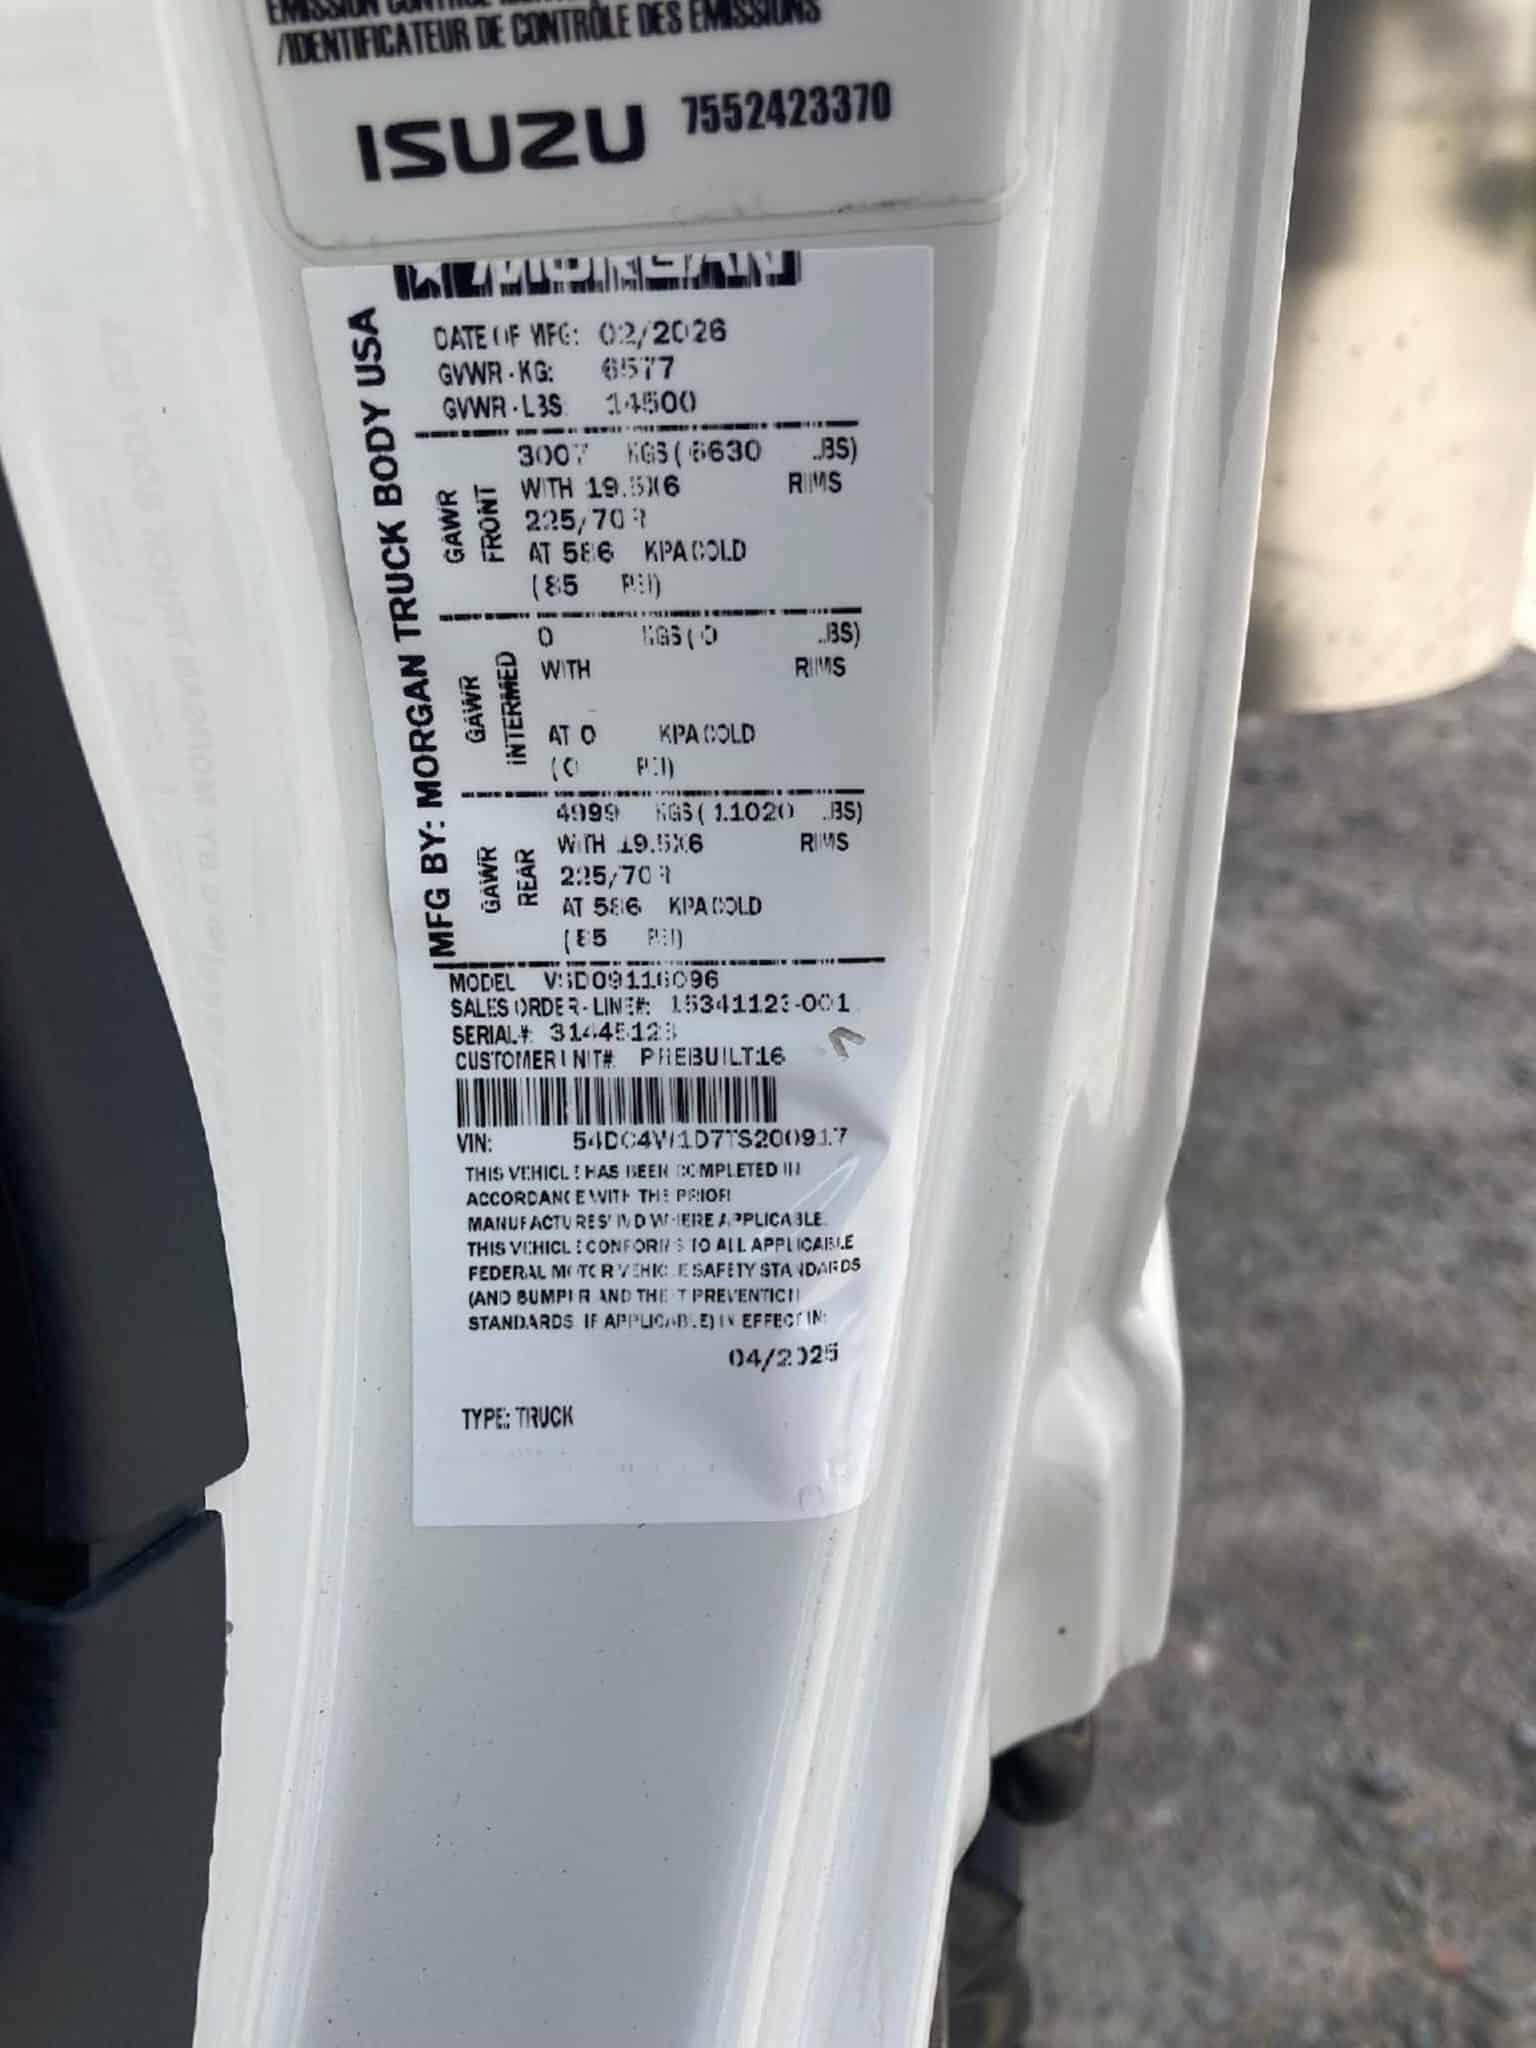 EMISSION CONTROL
/IDENTIFICATEUR DE CONTRÔLE DES ÉMISSIONS
ISUZU 7552423370
MORGAN
MFG BY: MORGAN TRUCK BODY USA
DATE OF MFG: 02/2026
GVWR-KG: 6577
GVWR-LBS: 14500
GAWR FRONT
3007 KGS (6630 LBS)
WITH 19.5X6 RIMS
225/70R
AT 586 KPA COLD
(85 PSI)
GAWR INTERMED
0 KGS (0 LBS)
WITH RIMS
AT 0 KPA COLD
(0 PSI)
GAWR REAR
4999 KGS (11020 LBS)
WITH 19.5X6 RIMS
225/70R
AT 586 KPA COLD
(85 PSI)
MODEL
SALES ORDER-LINE#: 15341123-001
SERIAL#:
CUSTOMER UNIT#: PREBUILT16
VIN: 54DC4W1D7TS200917
THIS VEHICLE HAS BEEN COMPLETED IN
ACCORDANCE WITH THE PRIOR
MANUFACTURES' IVD WHERE APPLICABLE.
THIS VEHICLE CONFORMS TO ALL APPLICABLE
FEDERAL MOTOR VEHICLE SAFETY STANDARDS
(AND BUMPER AND THEFT PREVENTION
STANDARDS, IF APPLICABLE) IN EFFECT IN:
04/2025
TYPE: TRUCK